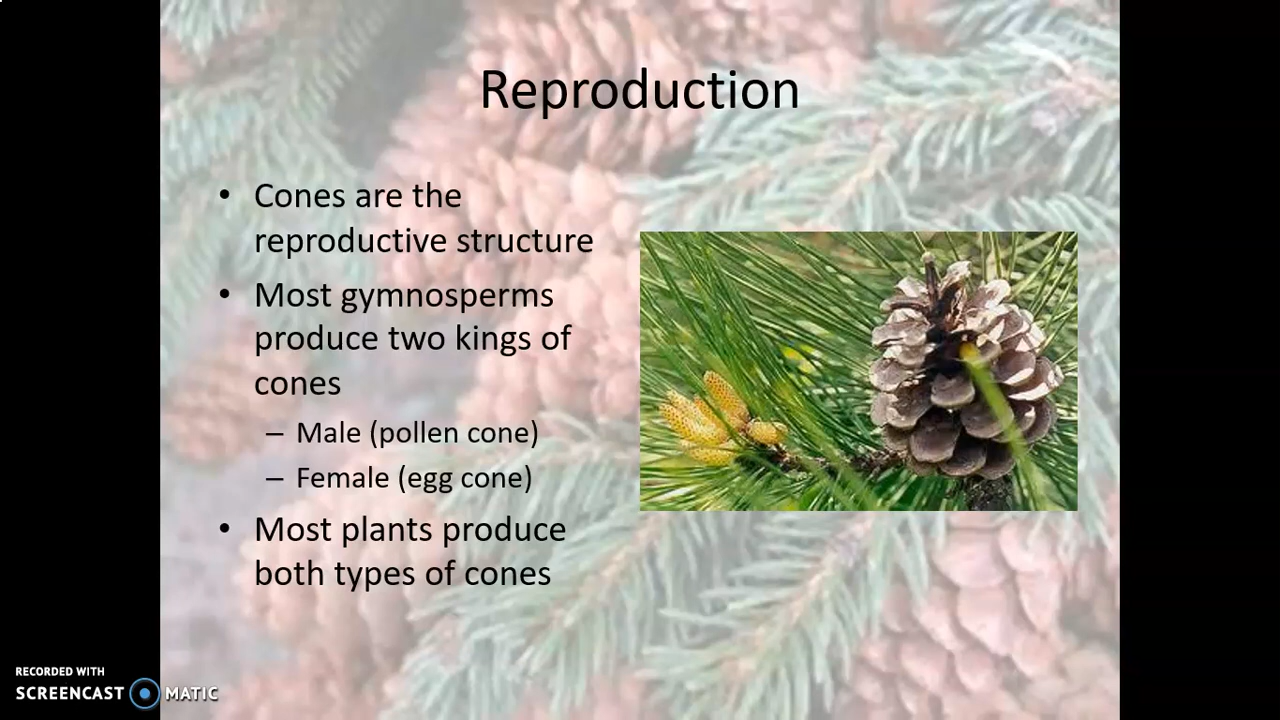 Reproduction
• Cones are the
reproductive structure
• Most gymnosperms
produce two kings of
cones
– Male (pollen cone)
– Female (egg cone)
• Most plants produce
both types of cones
RECORDED WITH
SCREENCAST MATIC